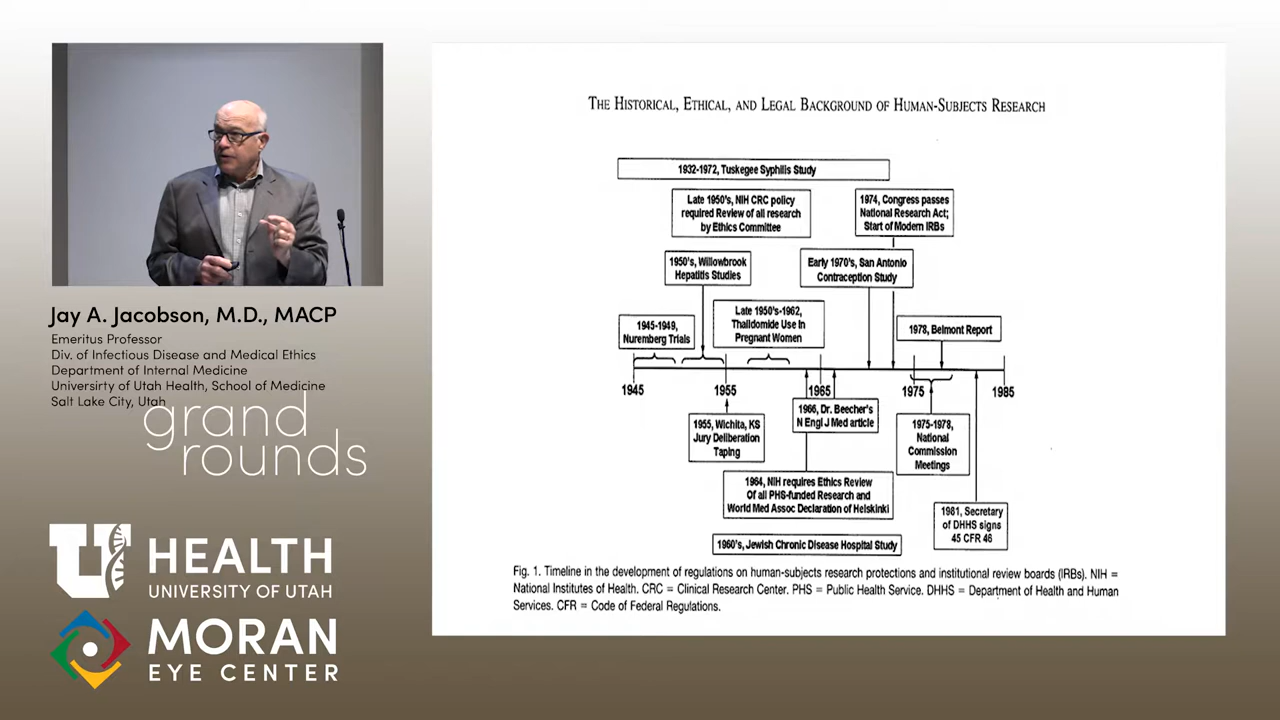 Jay A. Jacobson, M.D., MACP
Emeritus Professor
Div. of Infectious Disease and Medical Ethics
Department of Internal Medicine
Univerisrty of Utah Health, School of Medicine
Salt Lake City, Utah
grand
rounds
U
HEALTH
UNIVERSITY OF UTAH
MORAN
EYE CENTER
THE HISTORICAL, ETHICAL, AND LEGAL BACKGROUND OF HUMAN-SUBJECTS RESEARCH
1932-1972, Tuskegee Syphilis Study
Late 1950's, NIH CRC policy
required Review of all research
by Ethics Committee
1974, Congress passes
National Research Act;
Start of Modern IRBs
1950's, Willowbrook
Hepatitis Studies
Early 1970's, San Antonio
Contraception Study
1945-1949,
Nuremberg Trials
Late 1950's-1962,
Thalidomide Use In
Pregnant Women
1978, Belmont Report
1945
1955
1965
1975
1985
1955, Wichita, KS
Jury Deliberation
Taping
1966, Dr. Beecher's
N Engl J Med article
1975-1978,
National
Commission
Meetings
1964, NIH requires Ethics Review
Of all PHS-funded Research and
World Med Assoc Declaration of Helsinki
1981, Secretary
of DHHS signs
45 CFR 46
1960's, Jewish Chronic Disease Hospital Study
Fig. 1. Timeline in the development of regulations on human-subjects research protections and institutional review boards (IRBs). NIH =
National Institutes of Health. CRC = Clinical Research Center. PHS = Public Health Service. DHHS = Department of Health and Human
Services. CFR = Code of Federal Regulations.